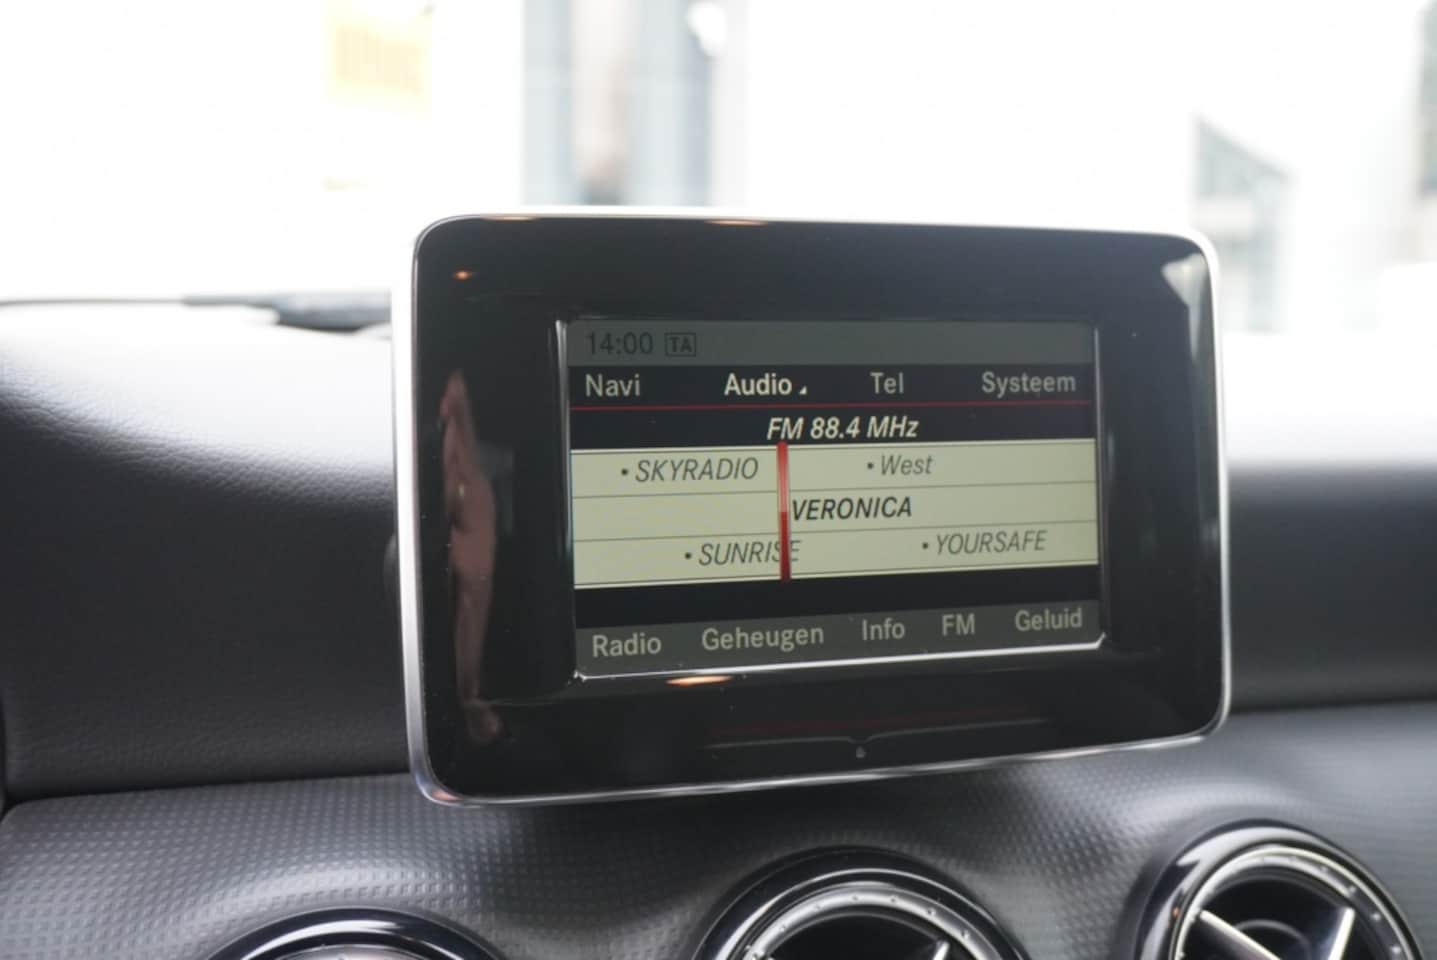 14:00 TA
Navi Audio Tel Systeem
FM 88.4 MHz
• SKYRADIO • West
VERONICA
• SUNRISE • YOURSAFE
Radio Geheugen Info FM Geluid